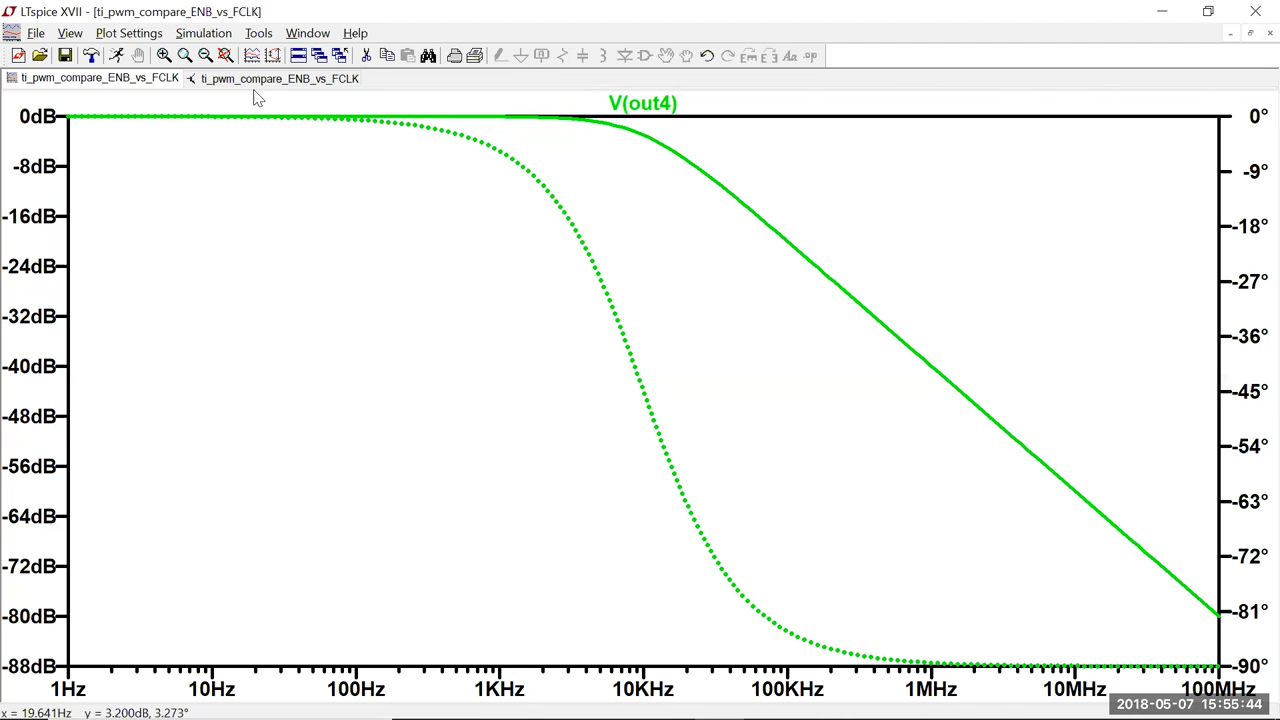 LTspice XVII - [ti_pwm_compare_ENB_vs_FCLK]
File View Plot Settings Simulation Tools Window Help
ti_pwm_compare_ENB_vs_FCLK ti_pwm_compare_ENB_vs_FCLK
V(out4)
0dB 0°
-8dB -9°
-16dB -18°
-24dB -27°
-32dB -36°
-40dB -45°
-48dB -54°
-56dB -63°
-64dB -72°
-72dB -81°
-80dB -90°
-88dB
1Hz 10Hz 100Hz 1KHz 10KHz 100KHz 1MHz 10MHz 100MHz
2018-05-07 15:55:44
x = 19.641Hz y = 3.200dB, 3.273°